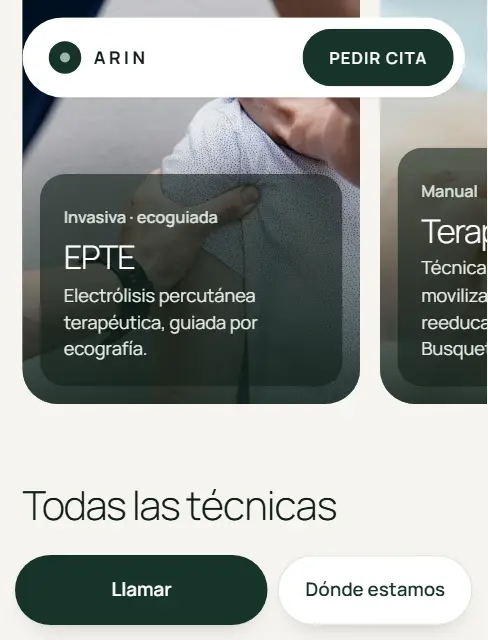 ARIN
PEDIR CITA
Invasiva · ecoguiada
EPTE
Electrólisis percutánea
terapéutica, guiada por
ecografía.
Manual
Técnica
Todas las técnicas
Llamar
Dónde estamos